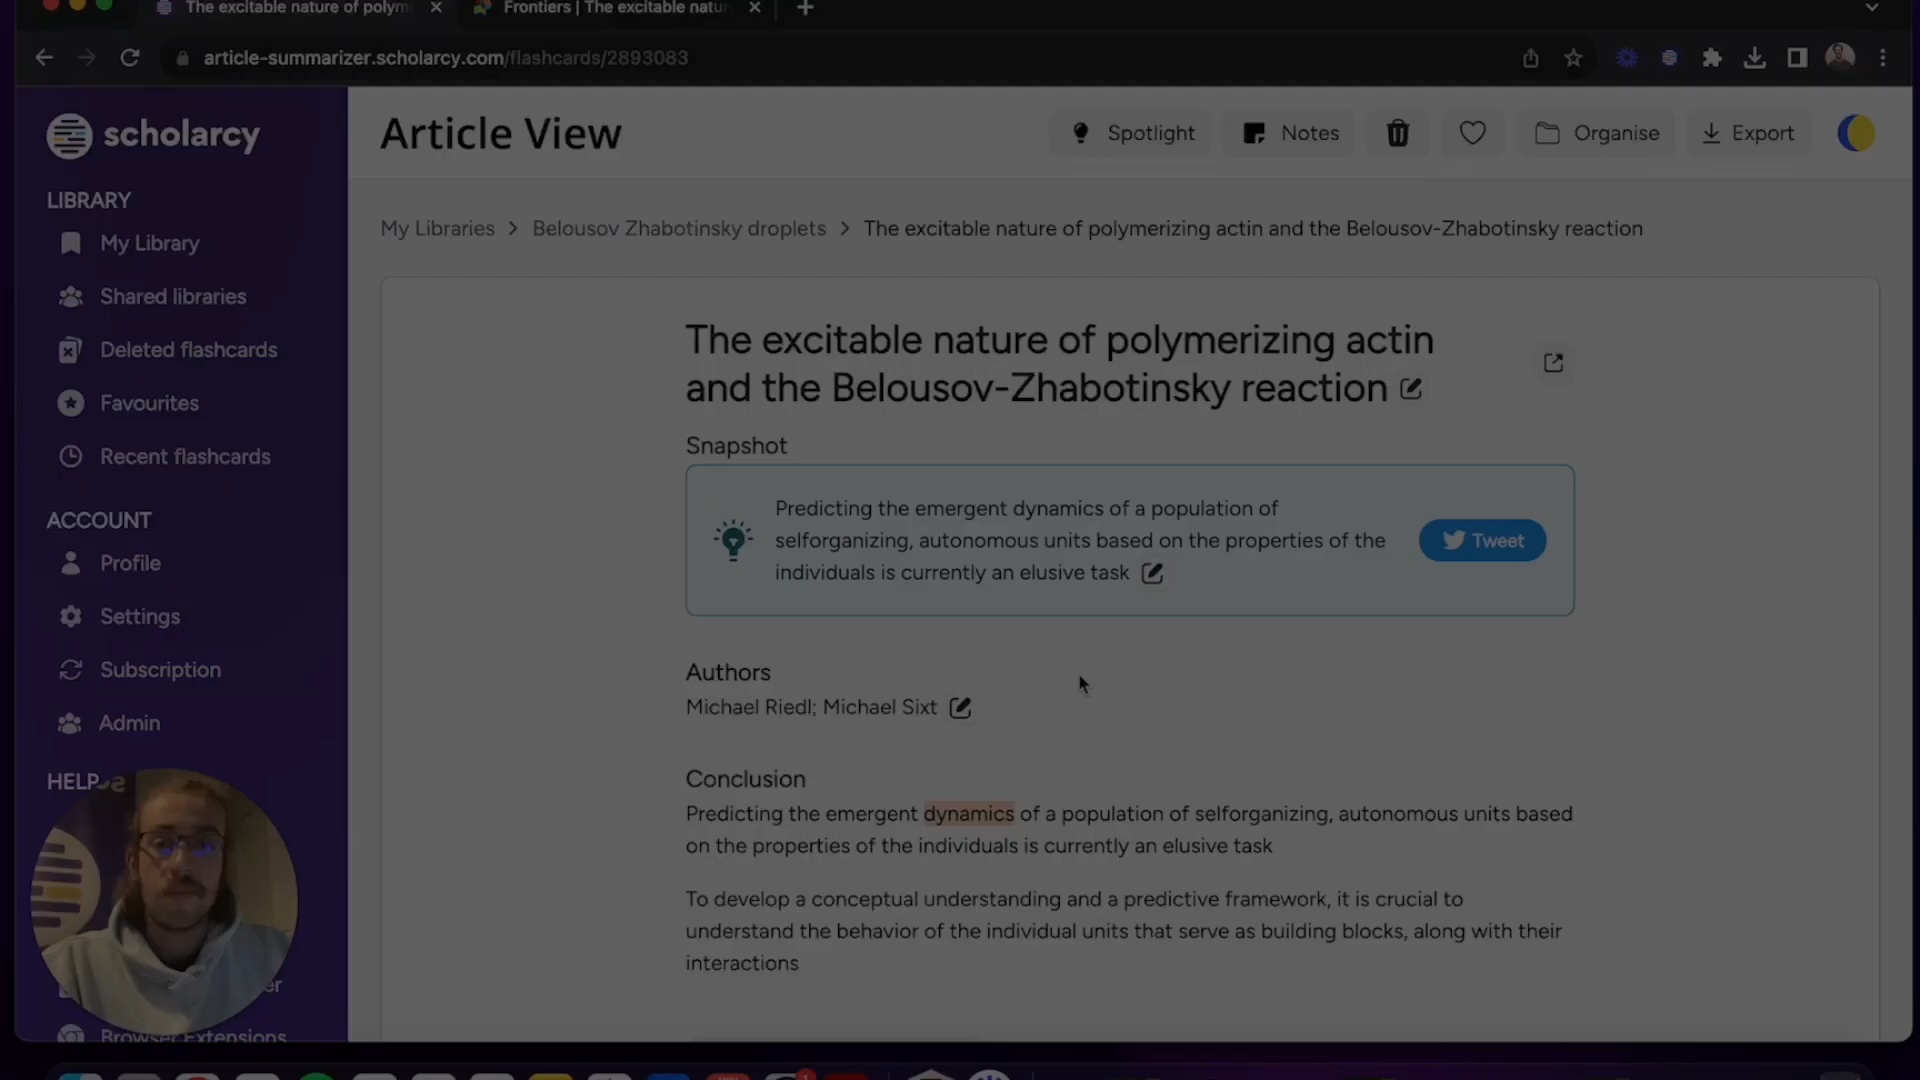 The excitable nature of polym
Frontiers | The excitable natu
article-summarizer.scholarcy.com/flashcards/2893083
scholarcy
Article View
Spotlight
Notes
Organise
Export
LIBRARY
My Library
Shared libraries
Deleted flashcards
Favourites
Recent flashcards
ACCOUNT
Profile
Settings
Subscription
Admin
HELP
Browser Extensions
My Libraries > Belousov Zhabotinsky droplets > The excitable nature of polymerizing actin and the Belousov-Zhabotinsky reaction
The excitable nature of polymerizing actin
and the Belousov-Zhabotinsky reaction
Snapshot
Predicting the emergent dynamics of a population of
selforganizing, autonomous units based on the properties of the
individuals is currently an elusive task
Tweet
Authors
Michael Riedl; Michael Sixt
Conclusion
Predicting the emergent dynamics of a population of selforganizing, autonomous units based
on the properties of the individuals is currently an elusive task
To develop a conceptual understanding and a predictive framework, it is crucial to
understand the behavior of the individual units that serve as building blocks, along with their
interactions